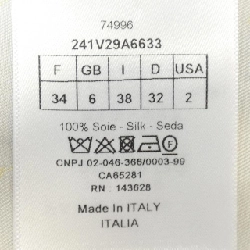 74996
241V29A6633
F GB I D USA
34 6 38 32 2
100% Soie - Silk - Seda
CNPJ 02-046-365/0003-99
CA65281
RN : 143028
Made In ITALY
ITALIA